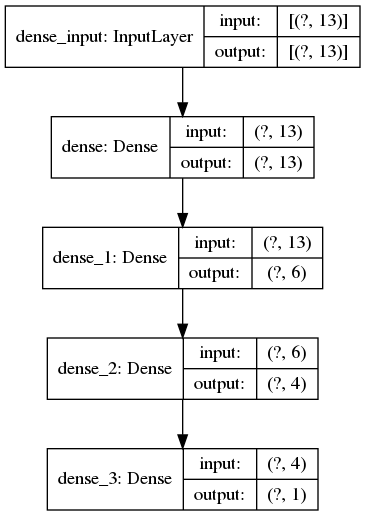 dense_input: InputLayer
input: [(?, 13)]
output: [(?, 13)]
dense: Dense
input: (?, 13)
output: (?, 13)
dense_1: Dense
input: (?, 13)
output: (?, 6)
dense_2: Dense
input: (?, 6)
output: (?, 4)
dense_3: Dense
input: (?, 4)
output: (?, 1)